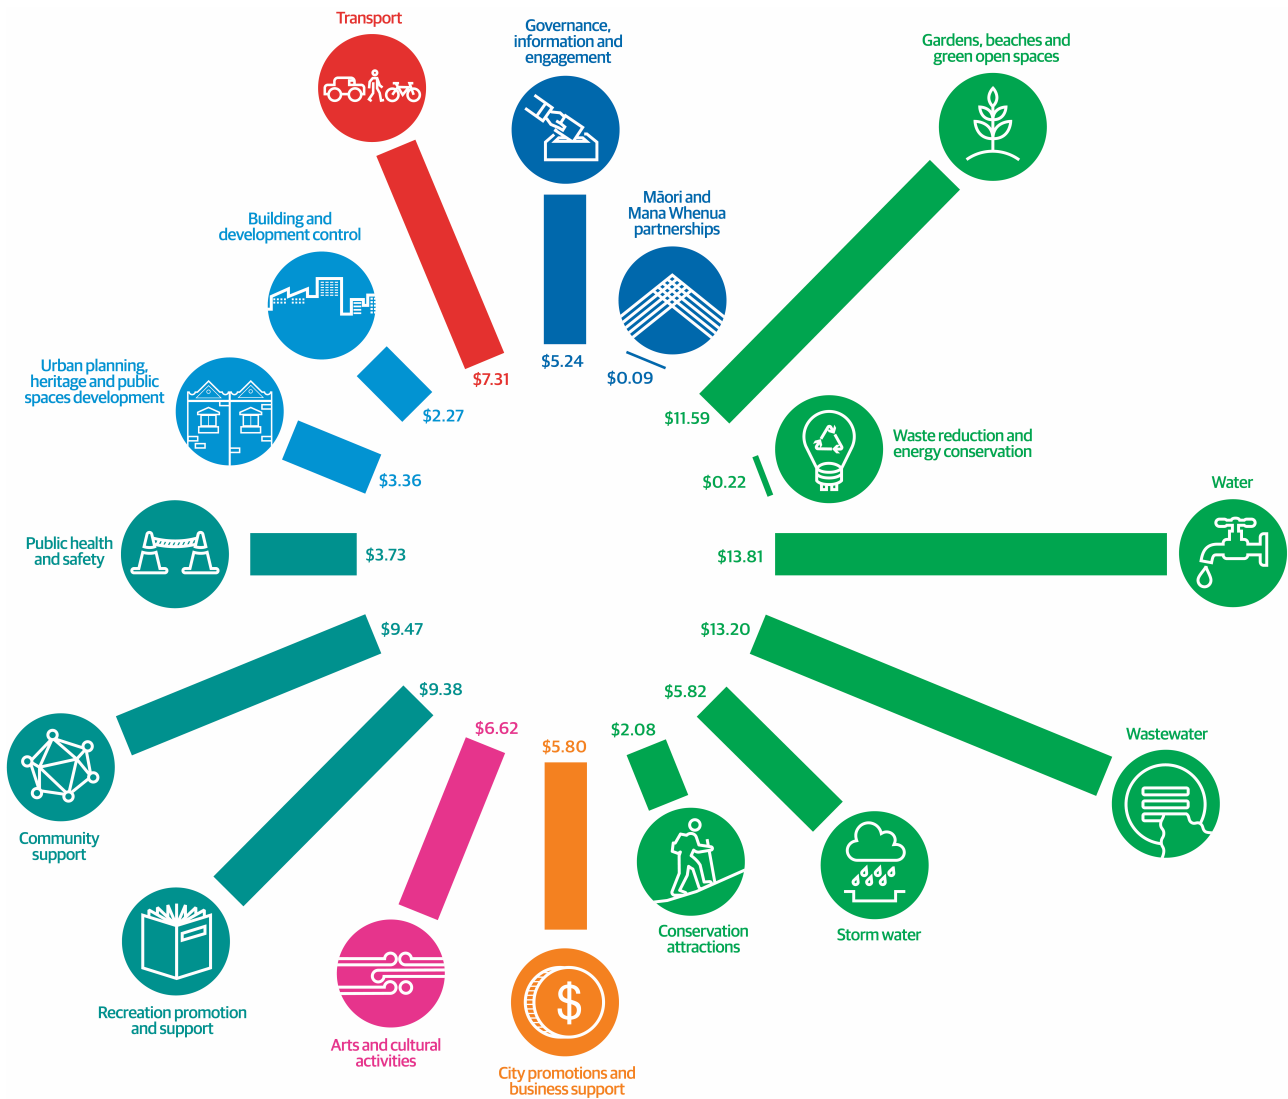 Transport
$7.31
Governance,
information and
engagement
$5.24
Māori and
Mana Whenua
partnerships
$0.09
Gardens, beaches and
green open spaces
$11.59
Waste reduction and
energy conservation
$0.22
Water
$13.81
Wastewater
$13.20
Storm water
$5.82
Conservation
attractions
$2.08
City promotions and
business support
$5.80
$
Arts and cultural
activities
$6.62
Recreation promotion
and support
$9.38
Community
support
$9.47
Public health
and safety
$3.73
Urban planning,
heritage and public
spaces development
$3.36
Building and
development control
$2.27